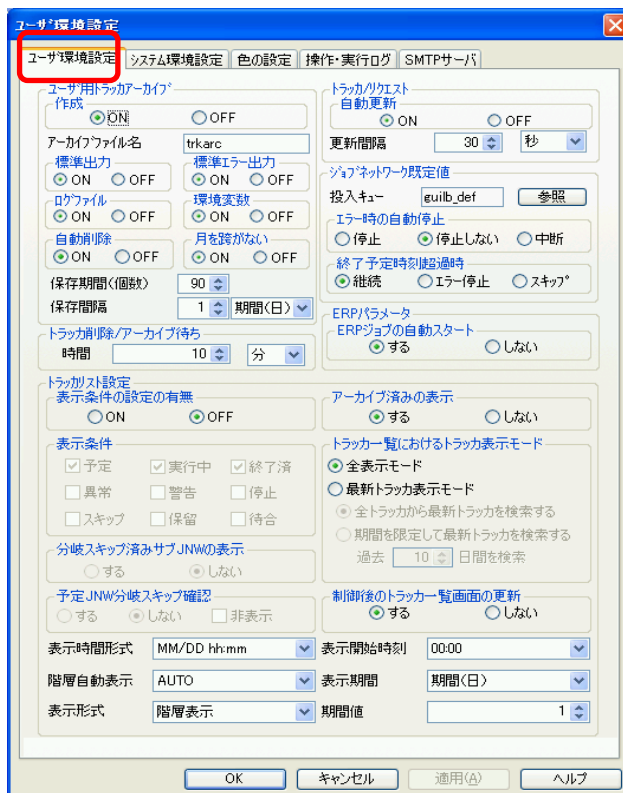 ユーザ環境設定
ユーザ環境設定 システム環境設定 色の設定 操作・実行ログ SMTPサーバ
ユーザ用トラッカアーカイブ
作成
ON OFF
アーカイブファイル名 trkarc
標準出力 標準エラー出力
ON OFF ON OFF
ログファイル 環境変数
ON OFF ON OFF
自動削除 月を跨がない
ON OFF ON OFF
保存期間(個数) 90
保存間隔 1 期間(日)
トラッカ削除/アーカイブ待ち
時間 10 分
トラッカ/リクエスト
自動更新
ON OFF
更新間隔 30 秒
ジョブネットワーク既定値
投入キュー guilb_def 参照
エラー時の自動停止
停止 停止しない 中断
終了予定時刻超過時
継続 エラー停止 スキップ
ERPパラメータ
ERPジョブの自動スタート
する しない
トラッカリスト設定
表示条件の設定の有無
ON OFF
アーカイブ済みの表示
する しない
表示条件
予定 実行中 終了済
異常 警告 停止
スキップ 保留 待合
トラッカ一覧におけるトラッカ表示モード
全表示モード
最新トラッカ表示モード
全トラッカから最新トラッカを検索する
期間を限定して最新トラッカを検索する
過去 10 日間を検索
分岐スキップ済みサブJNWの表示
する しない
予定JNW分岐スキップ確認
する しない 非表示
制御後のトラッカ一覧画面の更新
する しない
表示時間形式 MM/DD hh:mm 表示開始時刻 00:00
階層自動表示 AUTO 表示期間 期間(日)
表示形式 階層表示 期間値 1
OK キャンセル 適用(A) ヘルプ